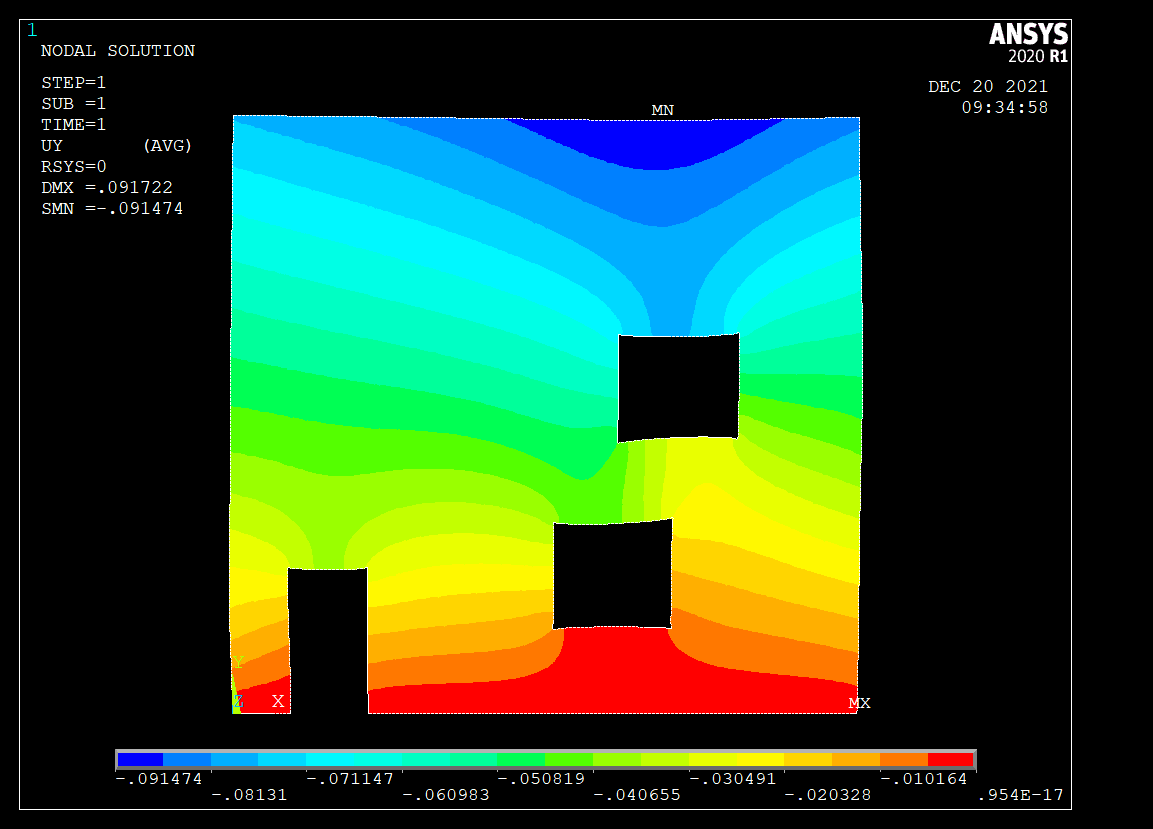 1
NODAL SOLUTION
STEP=1
SUB =1
TIME=1
UY (AVG)
RSYS=0
DMX =.091722
SMN =-.091474
ANSYS
2020 R1
DEC 20 2021
09:34:58
MN
Y
Z X
MX
-.091474 -.071147 -.050819 -.030491 -.010164
-.08131 -.060983 -.040655 -.020328 .954E-17